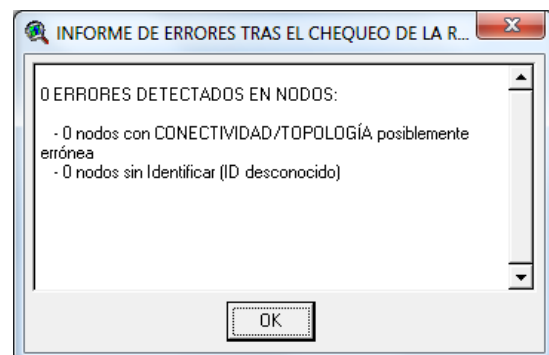 INFORME DE ERRORES TRAS EL CHEQUEO DE LA R...
0 ERRORES DETECTADOS EN NODOS:
- 0 nodos con CONECTIVIDAD/TOPOLOGÍA posiblemente
errónea
- 0 nodos sin Identificar (ID desconocido)
OK